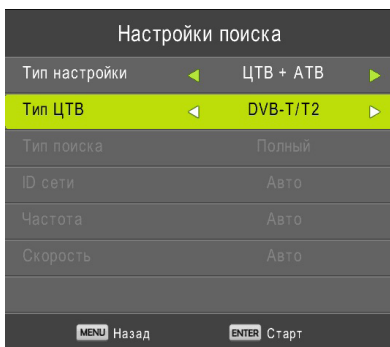 Настройки поиска
Тип настройки ЦТВ + АТВ
Тип ЦТВ DVB-T/T2
Тип поиска Полный
ID сети Авто
Частота Авто
Скорость Авто
MENU Назад ENTER Старт